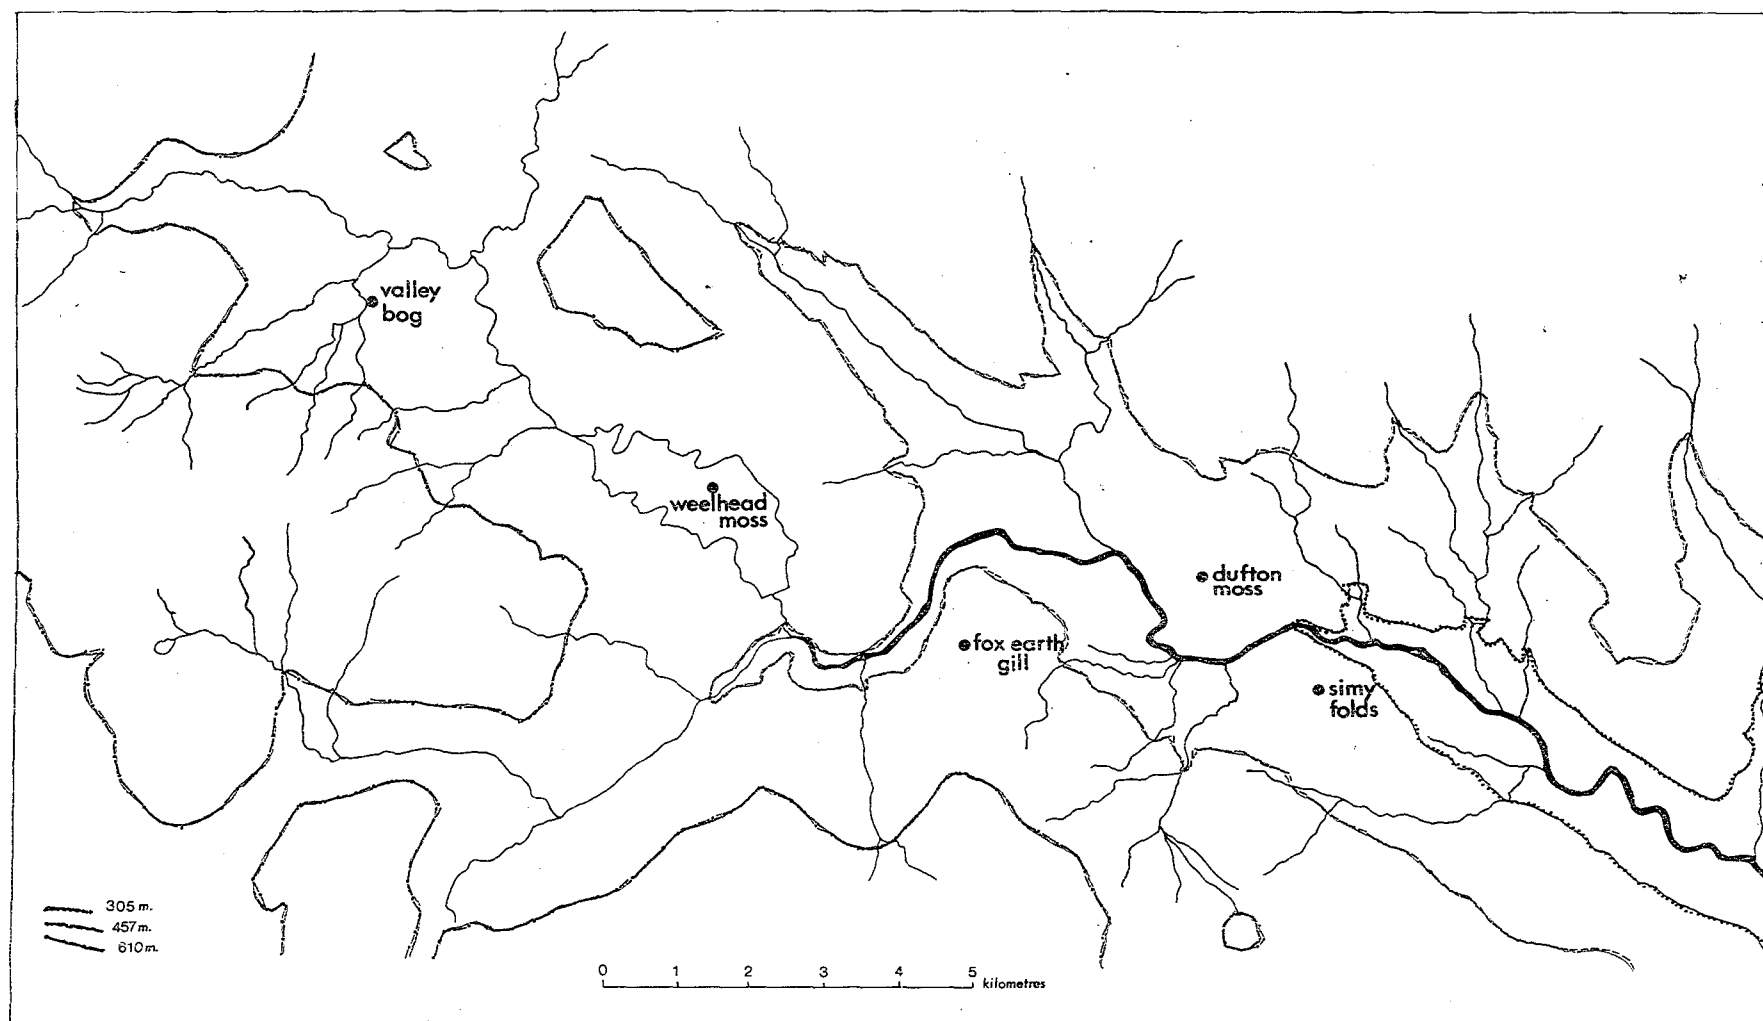 valley
bog
weelhead
moss
dufton
moss
fox earth
gill
simy
folds
305 m.
457 m.
610 m.
0 1 2 3 4 5 kilometres